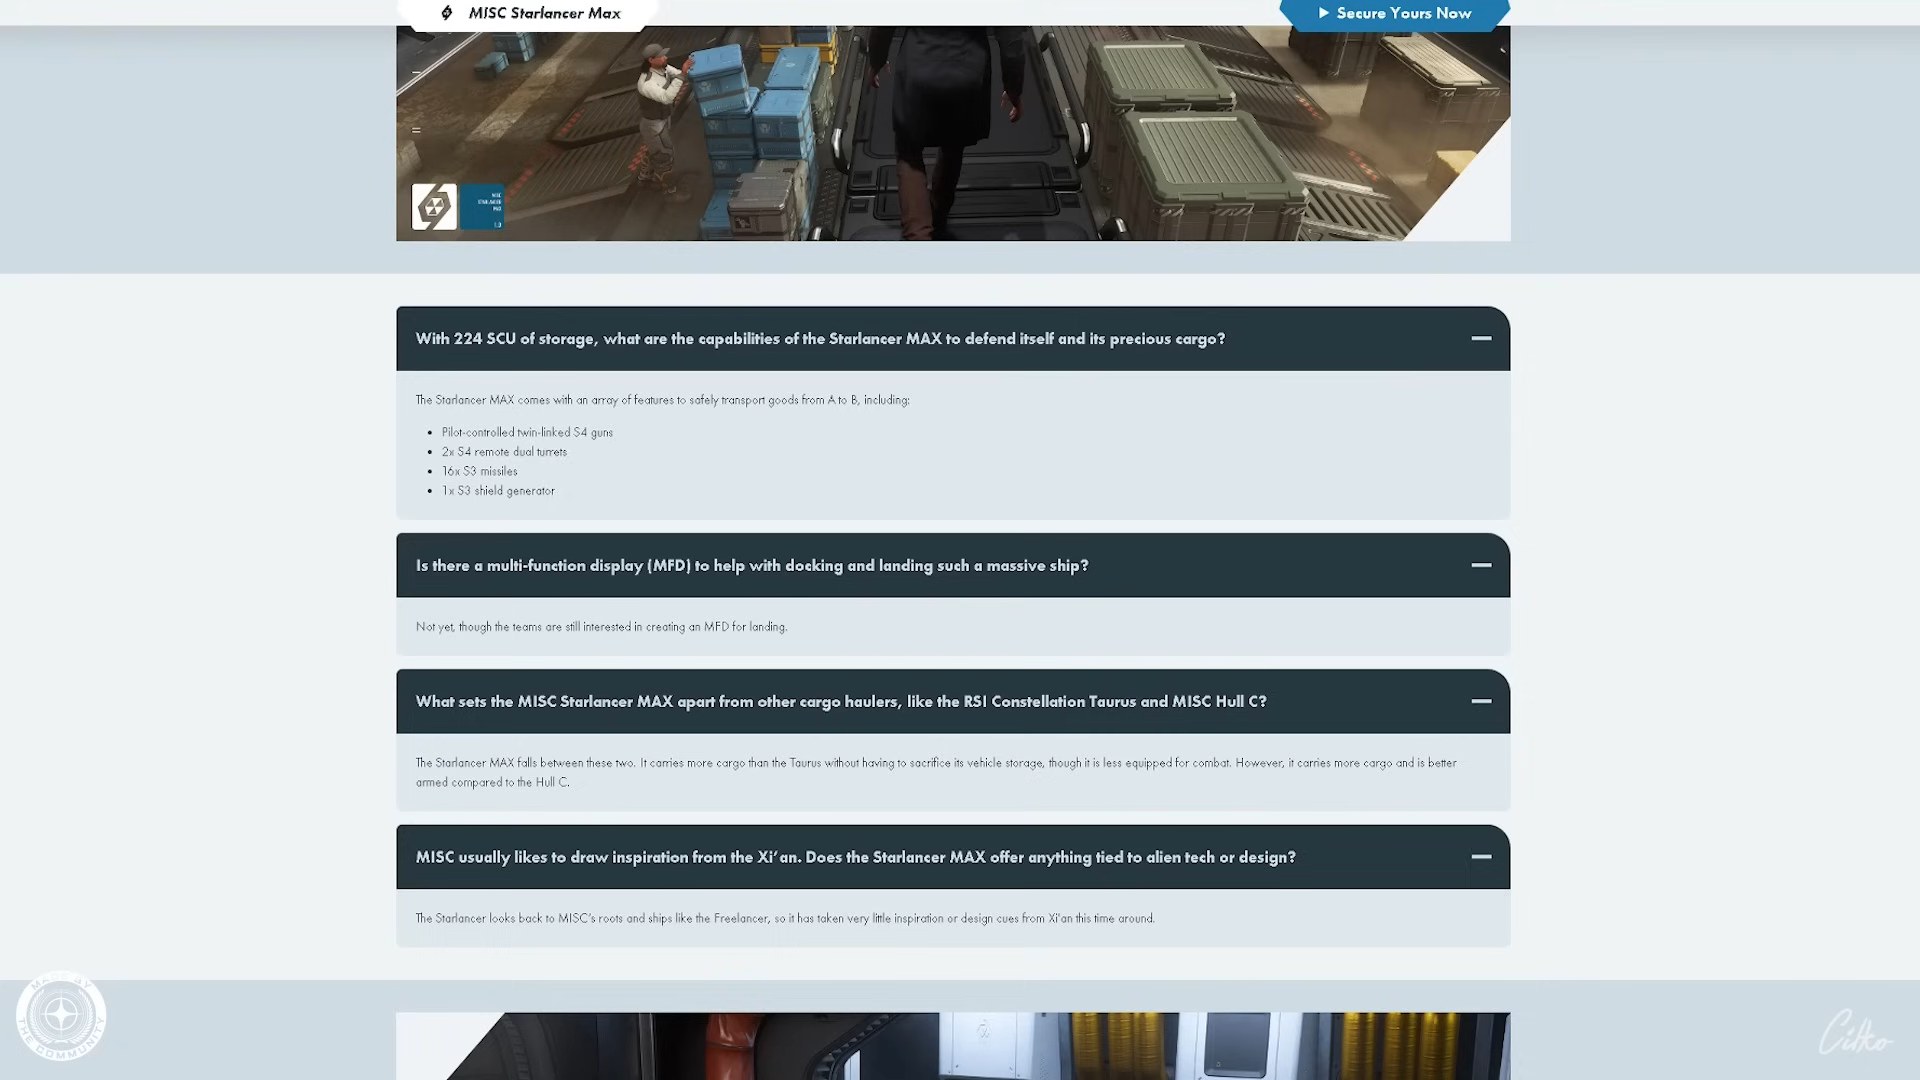 MISC Starlancer Max
Secure Yours Now
MISC
STARLANCER
MAX
1.0
With 224 SCU of storage, what are the capabilities of the Starlancer MAX to defend itself and its precious cargo?
The Starlancer MAX comes with an array of features to safely transport goods from A to B, including:
• Pilot-controlled twin-linked S4 guns
• 2x S4 remote dual turrets
• 16x S3 missiles
• 1x S3 shield generator
Is there a multi-function display (MFD) to help with docking and landing such a massive ship?
Not yet, though the teams are still interested in creating an MFD for landing.
What sets the MISC Starlancer MAX apart from other cargo haulers, like the RSI Constellation Taurus and MISC Hull C?
The Starlancer MAX falls between these two. It carries more cargo than the Taurus without having to sacrifice its vehicle storage, though it is less equipped for combat. However, it carries more cargo and is better
armed compared to the Hull C.
MISC usually likes to draw inspiration from the Xi'an. Does the Starlancer MAX offer anything tied to alien tech or design?
The Starlancer looks back to MISC's roots and ships like the Freelancer, so it has taken very little inspiration or design cues from Xi'an this time around.
MADE BY
THE COMMUNITY
Citko